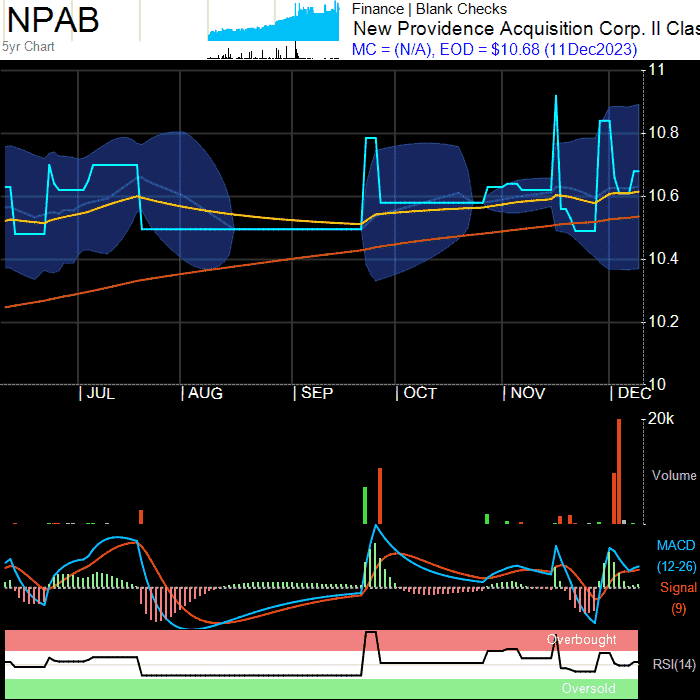 NPAB
5yr Chart
Finance | Blank Checks
New Providence Acquisition Corp. II Clas
MC = (N/A), EOD = $10.68 (11Dec2023)
11
10.8
10.6
10.4
10.2
10
JUL
AUG
SEP
OCT
NOV
DEC
20k
Volume
MACD
(12-26)
Signal
(9)
Overbought
RSI(14)
Oversold